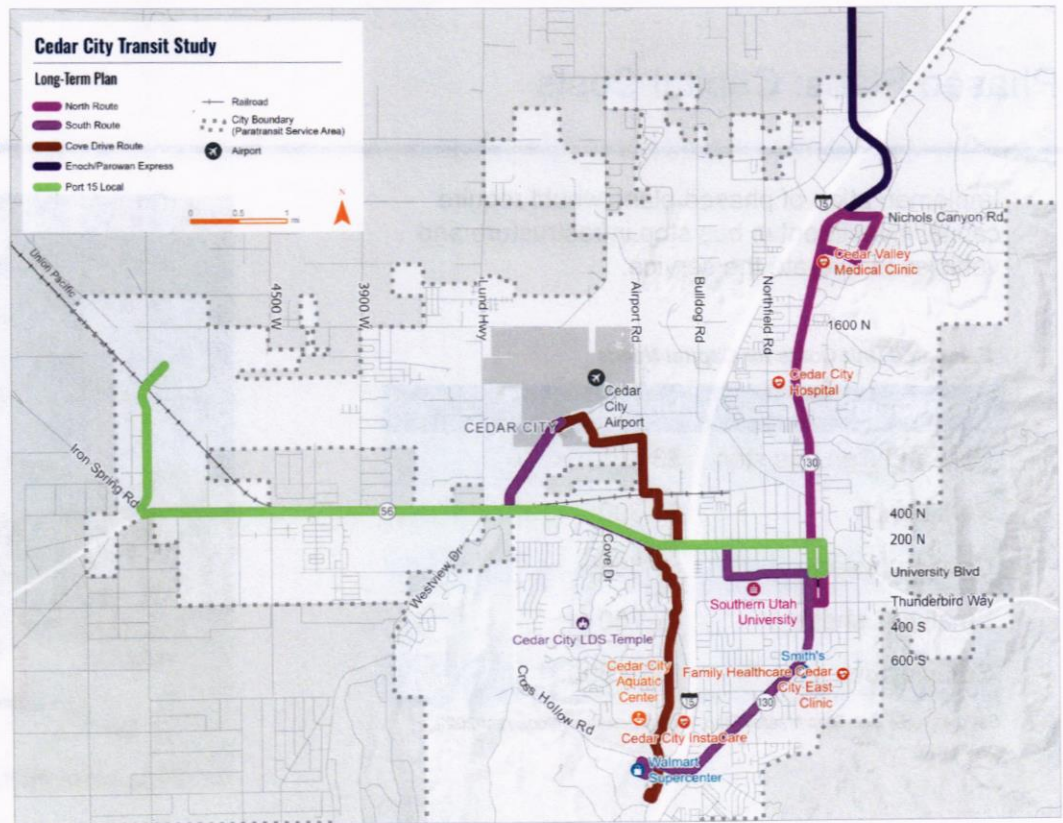 Cedar City Transit Study
Long-Term Plan
North Route
South Route
Cove Drive Route
Enoch/Parowan Express
Port 15 Local
Railroad
City Boundary
(Paratransit Service Area)
Airport
N
0
0.5
1
mi
Union Pacific
4500 W
3900 W
Lund Hwy
Airport Rd
Bulldog Rd
Northfield Rd
15
Nichols Canyon Rd
Cedar Valley
Medical Clinic
1600 N
Cedar City
Hospital
Cedar
City
Airport
CEDAR CITY
130
Iron Spring Rd
56
400 N
200 N
Westview Dr
Cove Dr
University Blvd
Southern Utah
University
Thunderbird Way
400 S
Cedar City LDS Temple
600 S
Smith's
Family Healthcare Cedar
City East
Clinic
Cedar City
Aquatic
Center
Cross Hollow Rd
15
130
Cedar City InstaCare
Walmart
Supercenter